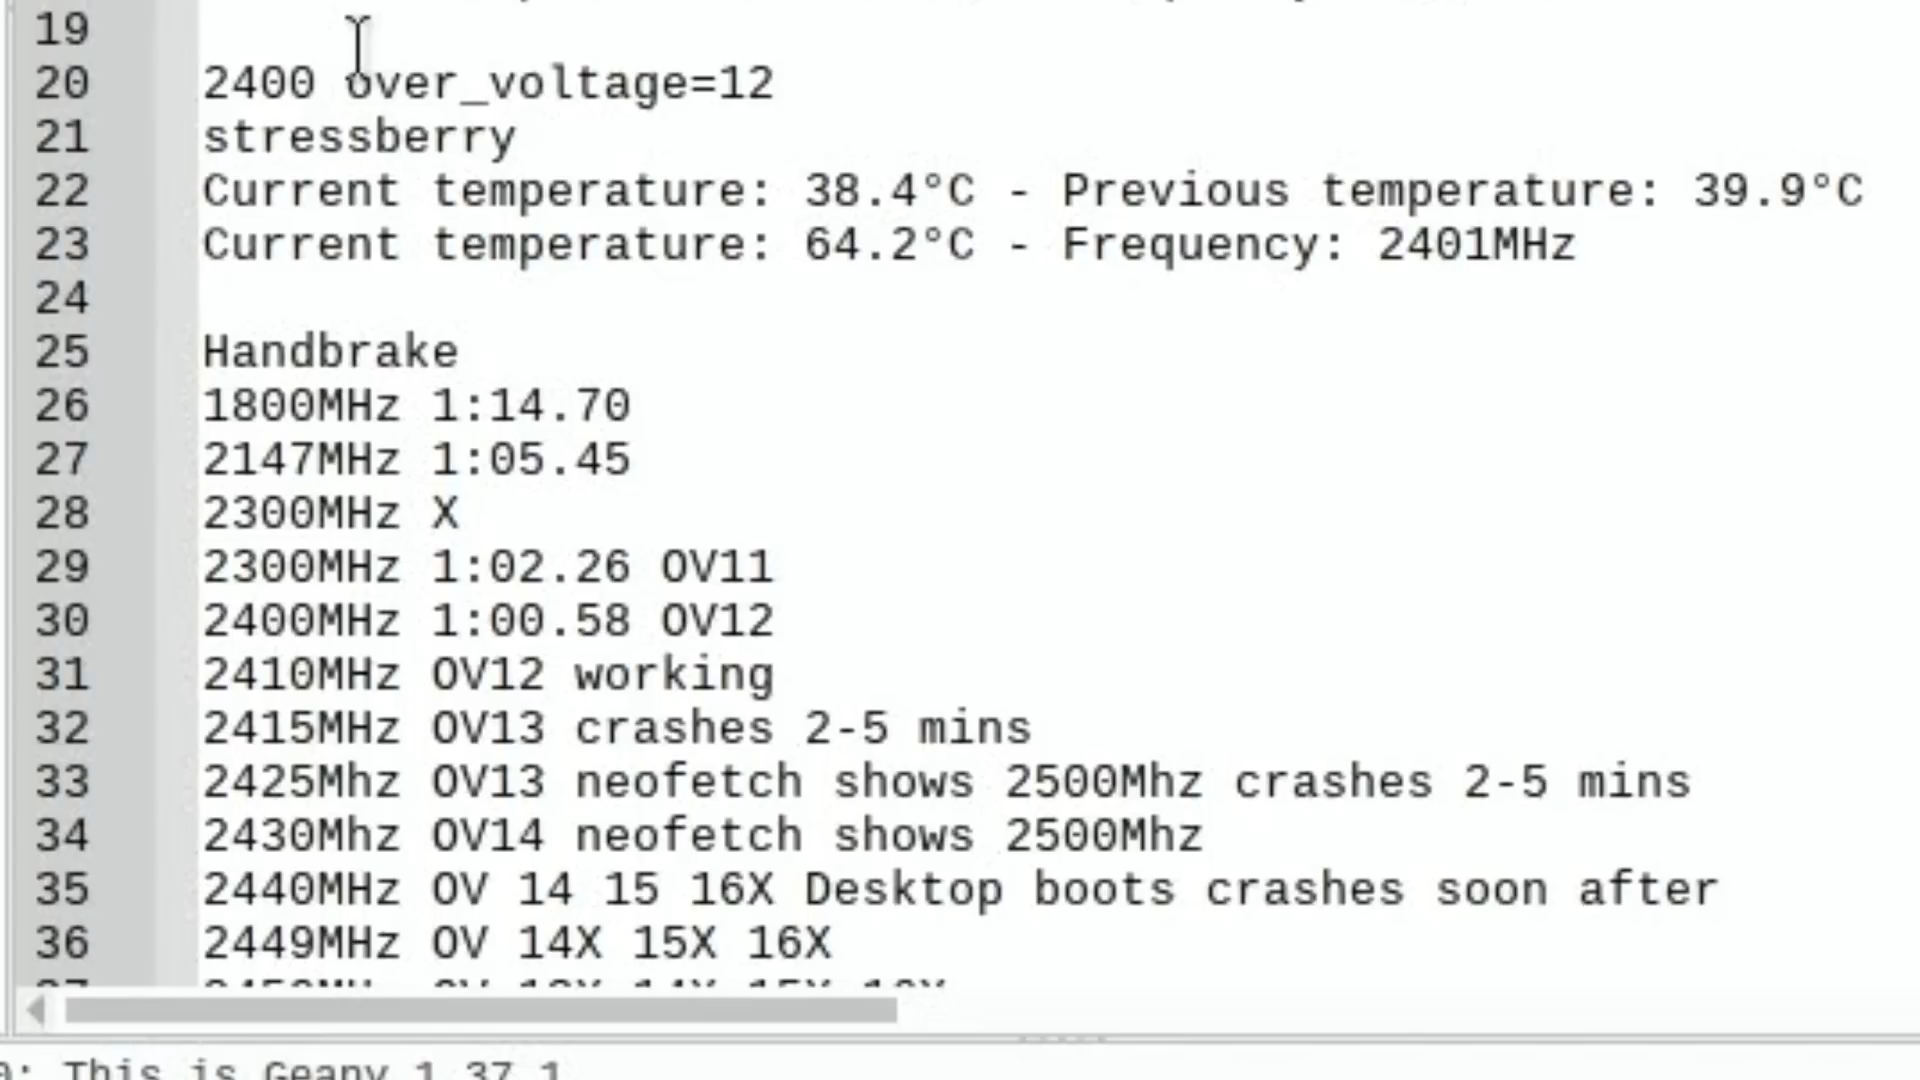 19
20 2400 over_voltage=12
21 stressberry
22 Current temperature: 38.4°C - Previous temperature: 39.9°C
23 Current temperature: 64.2°C - Frequency: 2401MHz
24
25 Handbrake
26 1800MHz 1:14.70
27 2147MHz 1:05.45
28 2300MHz X
29 2300MHz 1:02.26 OV11
30 2400MHz 1:00.58 OV12
31 2410MHz OV12 working
32 2415MHz OV13 crashes 2-5 mins
33 2425Mhz OV13 neofetch shows 2500Mhz crashes 2-5 mins
34 2430Mhz OV14 neofetch shows 2500Mhz
35 2440MHz OV 14 15 16X Desktop boots crashes soon after
36 2449MHz OV 14X 15X 16X
This is Geany 1.37.1